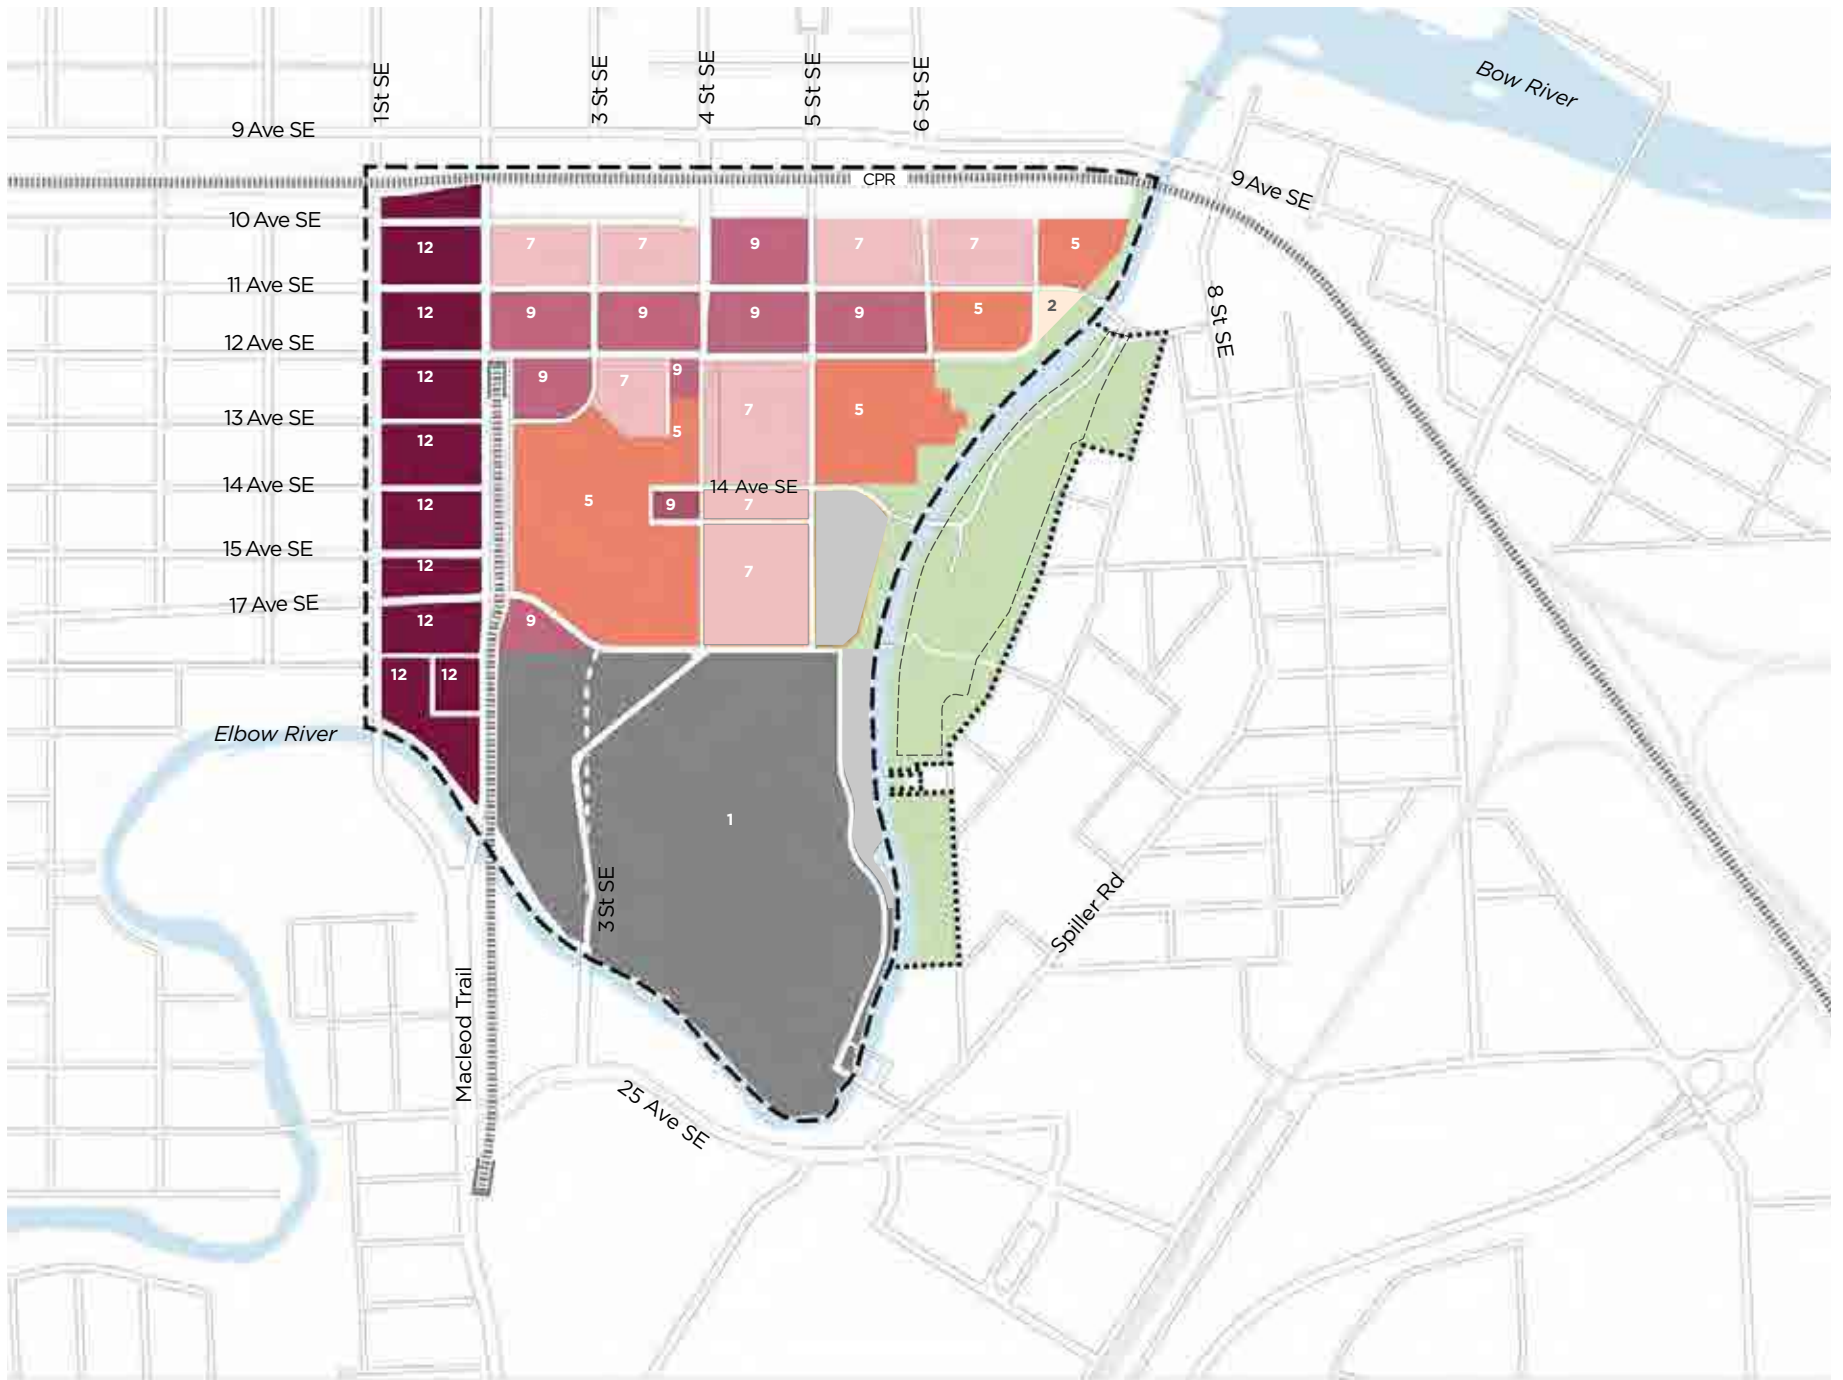 Bow River
1 St SE
3 St SE
4 St SE
5 St SE
6 St SE
9 Ave SE
CPR
9 Ave SE
10 Ave SE
12
7
7
9
7
7
5
11 Ave SE
8 St SE
12
9
9
9
9
5
2
12 Ave SE
12
9
7
9
7
5
13 Ave SE
12
5
14 Ave SE
14 Ave SE
12
5
9
7
15 Ave SE
12
7
17 Ave SE
12
9
12
12
Elbow River
1
3 St SE
Spiller Rd
Macleod Trail
25 Ave SE